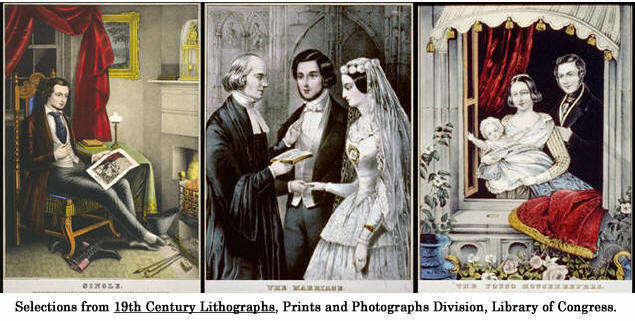 SINGLE.
THE MARRIAGE.
THE YOUNG HOUSEKEEPERS.
Selections from 19th Century Lithographs, Prints and Photographs Division, Library of Congress.